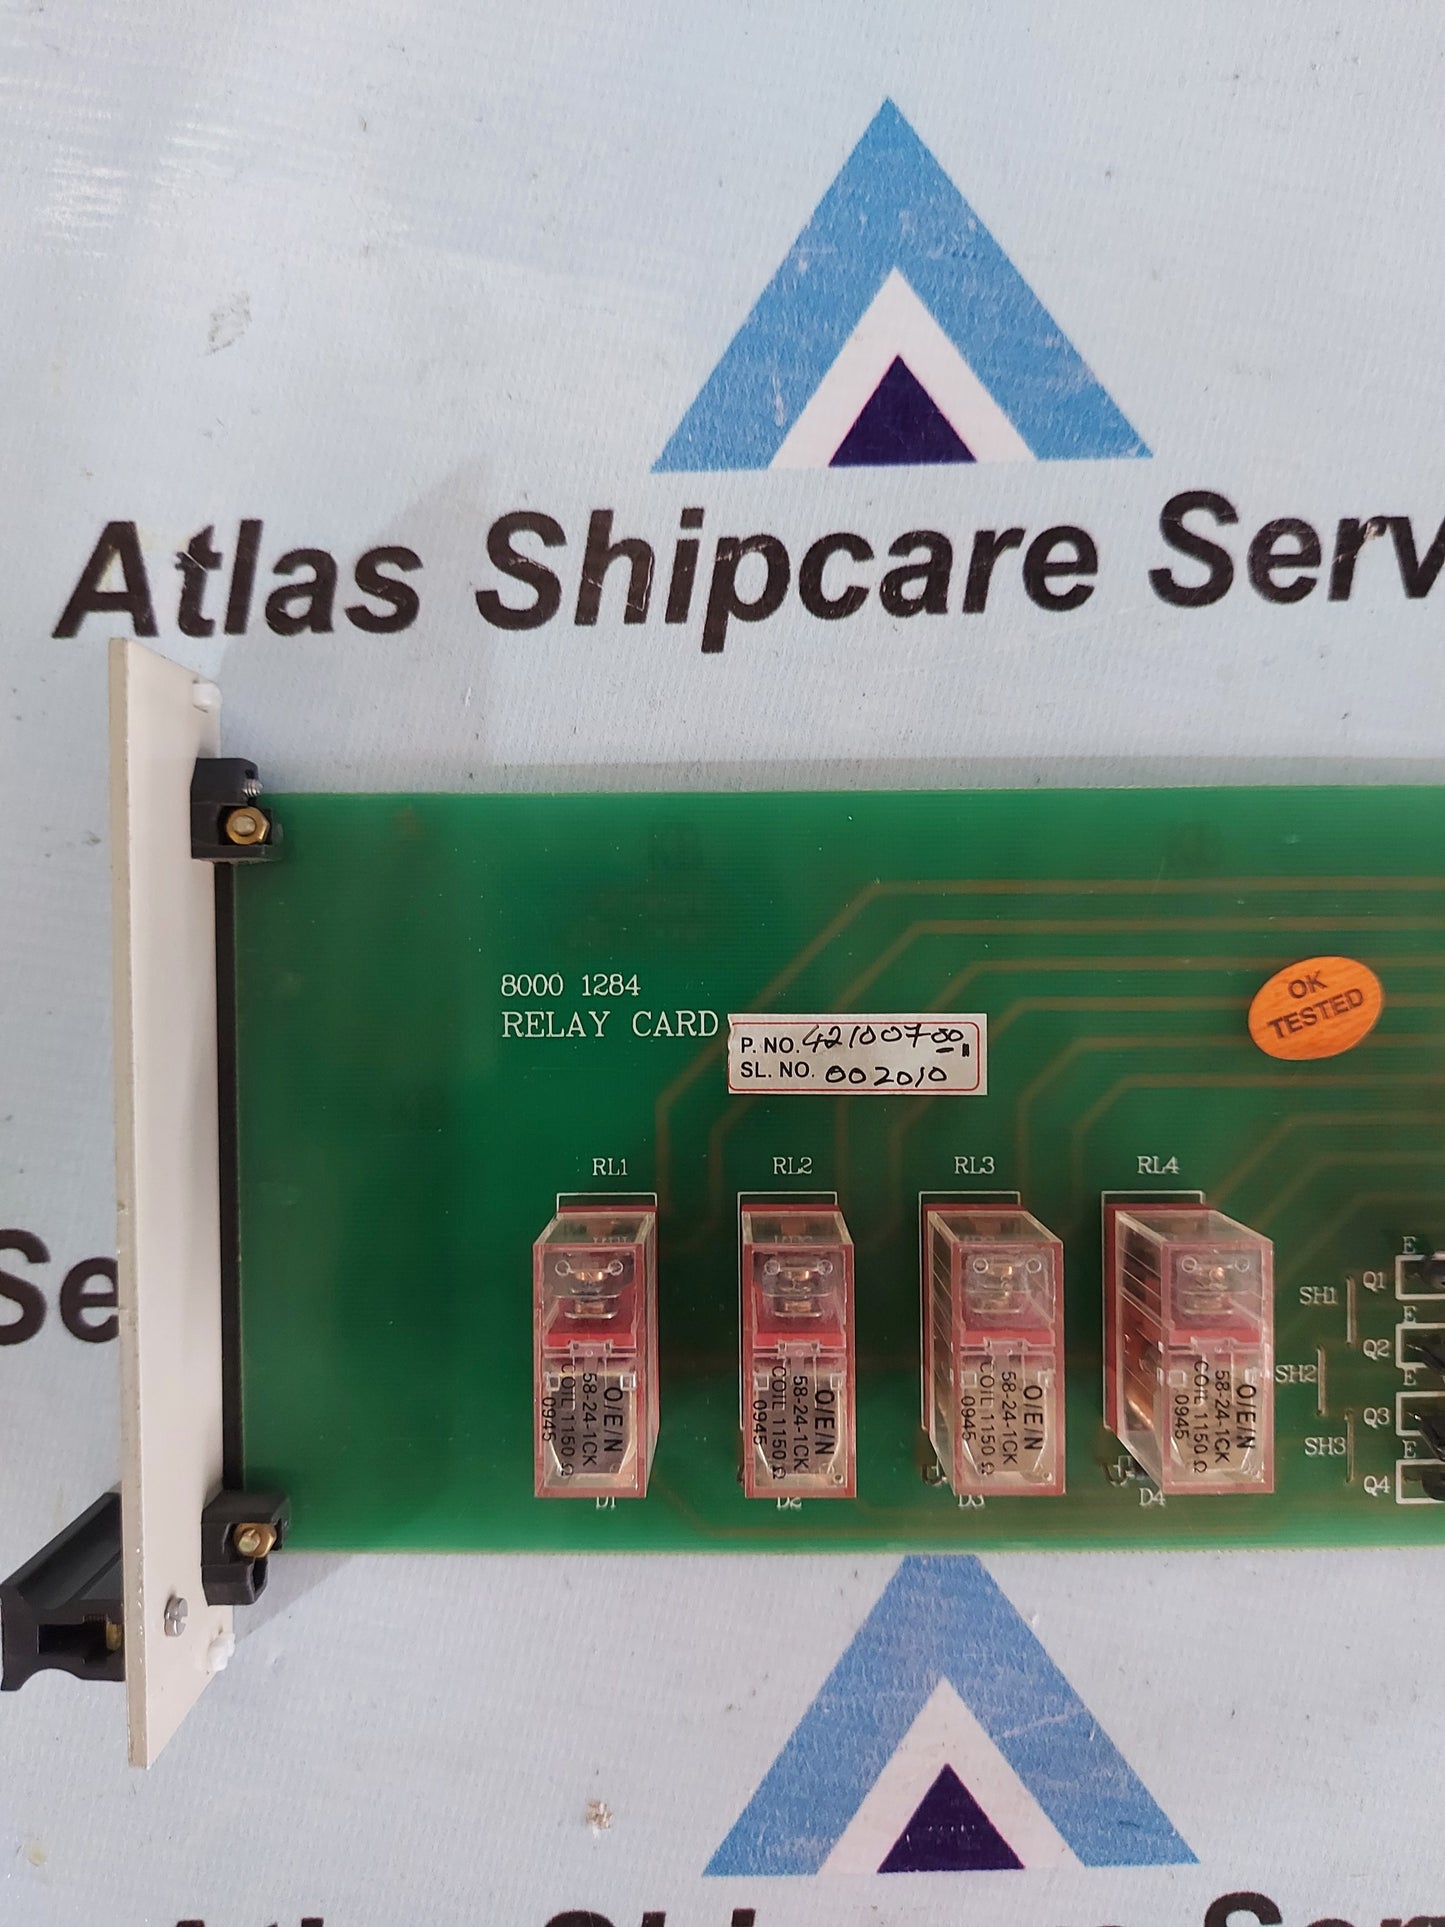 Atlas Shipcare Serv
Se
8000 1284
RELAY CARD
P. NO. 42100700
SL. NO. 002010
OK
TESTED
RL1
RL2
RL3
RL4
O/E/N
58-24-1CK
COIL 1150 Ω
0945
O/E/N
58-24-1CK
COIL 1150 Ω
0945
O/E/N
58-24-1CK
COIL 1150 Ω
0945
O/E/N
58-24-1CK
COIL 1150 Ω
0945
D1
D2
D3
D4
SH1
SH2
SH3
E
Q1
E
Q2
E
Q3
E
Q4